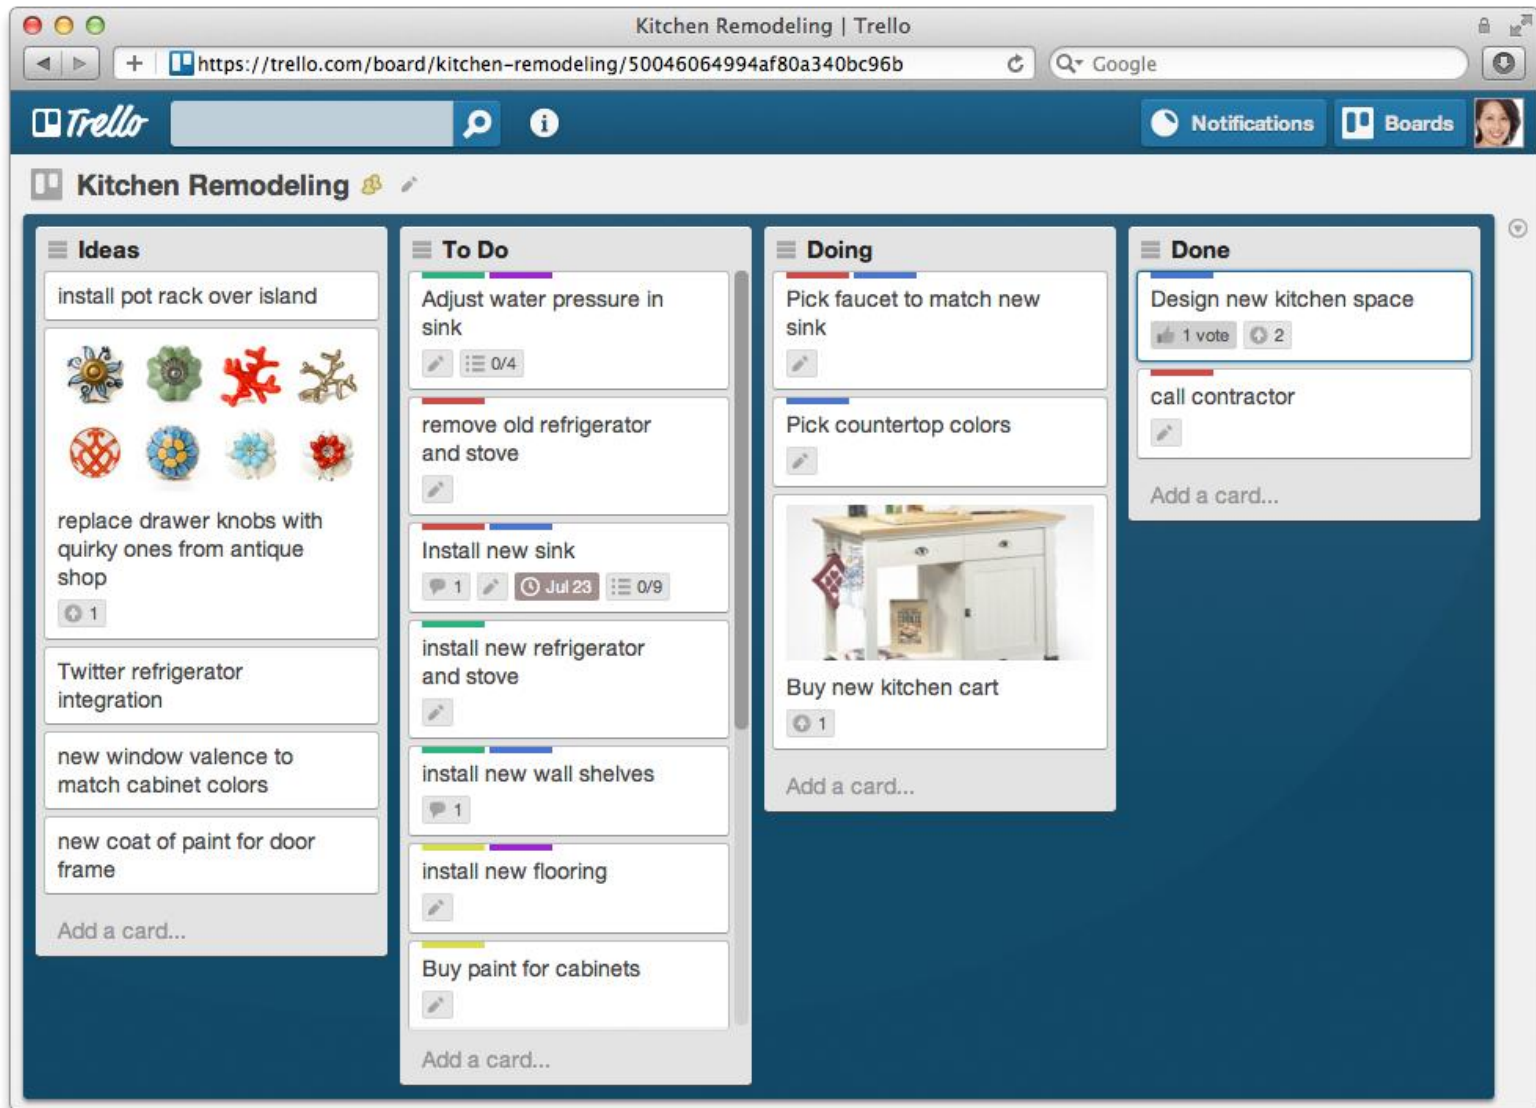 Kitchen Remodeling | Trello
https://trello.com/board/kitchen-remodeling/50046064994af80a340bc96b
Google
Trello
Notifications
Boards
Kitchen Remodeling
Ideas
install pot rack over island
replace drawer knobs with
quirky ones from antique
shop
1
Twitter refrigerator
integration
new window valence to
match cabinet colors
new coat of paint for door
frame
Add a card...
To Do
Adjust water pressure in
sink
0/4
remove old refrigerator
and stove
Install new sink
1 Jul 23 0/9
install new refrigerator
and stove
install new wall shelves
1
install new flooring
Buy paint for cabinets
Add a card...
Doing
Pick faucet to match new
sink
Pick countertop colors
Buy new kitchen cart
1
Add a card...
Done
Design new kitchen space
1 vote 2
call contractor
Add a card...